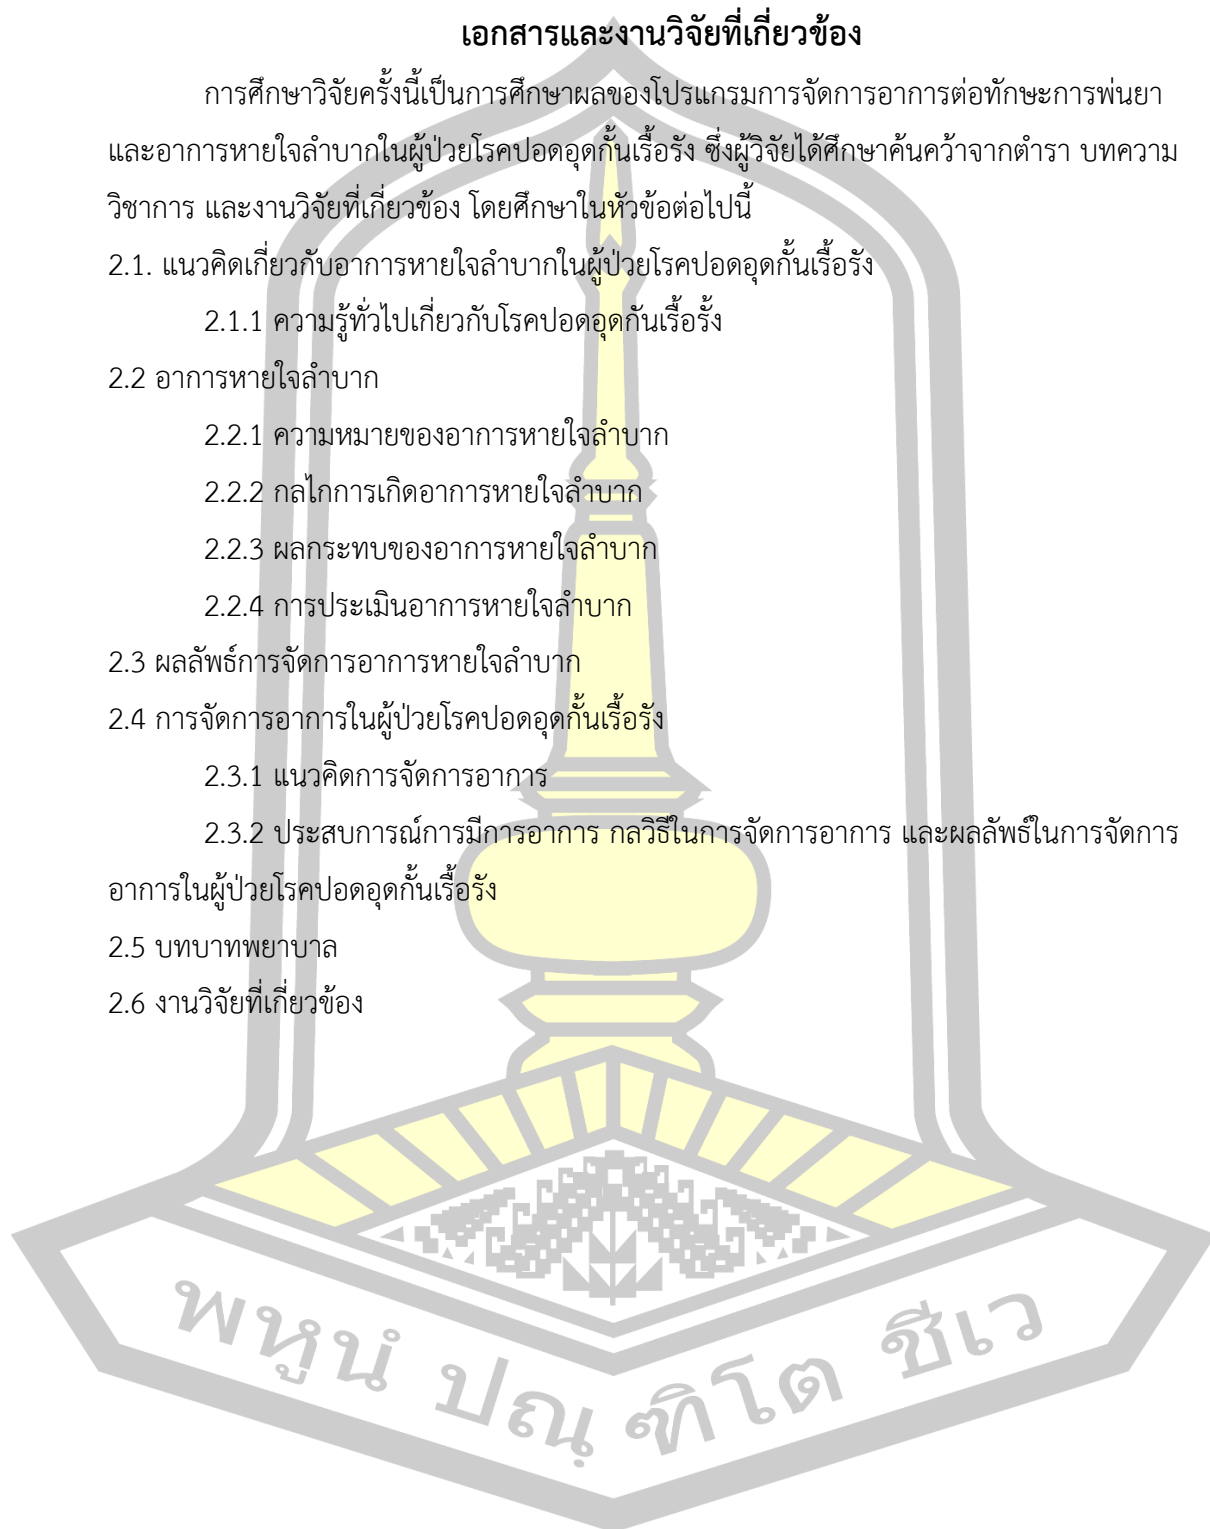 เอกสารและงานวิจัยที่เกี่ยวข้อง
การศึกษาวิจัยครั้งนี้เป็นการศึกษาผลของโปรแกรมการจัดการอาการต่อทักษะการพ่นยา
และอาการหายใจลำบากในผู้ป่วยโรคปอดอุดกั้นเรื้อรัง ซึ่งผู้วิจัยได้ศึกษาค้นคว้าจากตำรา บทความ
วิชาการ และงานวิจัยที่เกี่ยวข้อง โดยศึกษาในหัวข้อต่อไปนี้
2.1. แนวคิดเกี่ยวกับอาการหายใจลำบากในผู้ป่วยโรคปอดอุดกั้นเรื้อรัง
2.1.1 ความรู้ทั่วไปเกี่ยวกับโรคปอดอุดกันเรื้อรั้ง
2.2 อาการหายใจลำบาก
2.2.1 ความหมายของอาการหายใจลำบาก
2.2.2 กลไกการเกิดอาการหายใจลำบาก
2.2.3 ผลกระทบของอาการหายใจลำบาก
2.2.4 การประเมินอาการหายใจลำบาก
2.3 ผลลัพธ์การจัดการอาการหายใจลำบาก
2.4 การจัดการอาการในผู้ป่วยโรคปอดอุดกั้นเรื้อรัง
2.3.1 แนวคิดการจัดการอาการ
2.3.2 ประสบการณ์การมีการอาการ กลวิธีในการจัดการอาการ และผลลัพธ์ในการจัดการ
อาการในผู้ป่วยโรคปอดอุดกั้นเรื้อรัง
2.5 บทบาทพยาบาล
2.6 งานวิจัยที่เกี่ยวข้อง
พหูนํ ปณฺฑิโต ชีเว